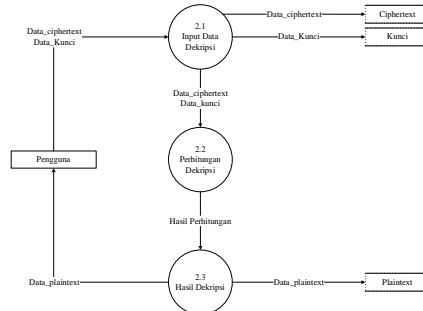 2.1
Input Data
Dekripsi
Data_ciphertext
Ciphertext
Data_Kunci
Kunci
Data_ciphertext
Data_Kunci
Data_ciphertext
Data_kunci
Pengguna
2.2
Perhitungan
Dekripsi
Hasil Perhitungan
Data_plaintext
2.3
Hasil Dekripsi
Data_plaintext
Plaintext